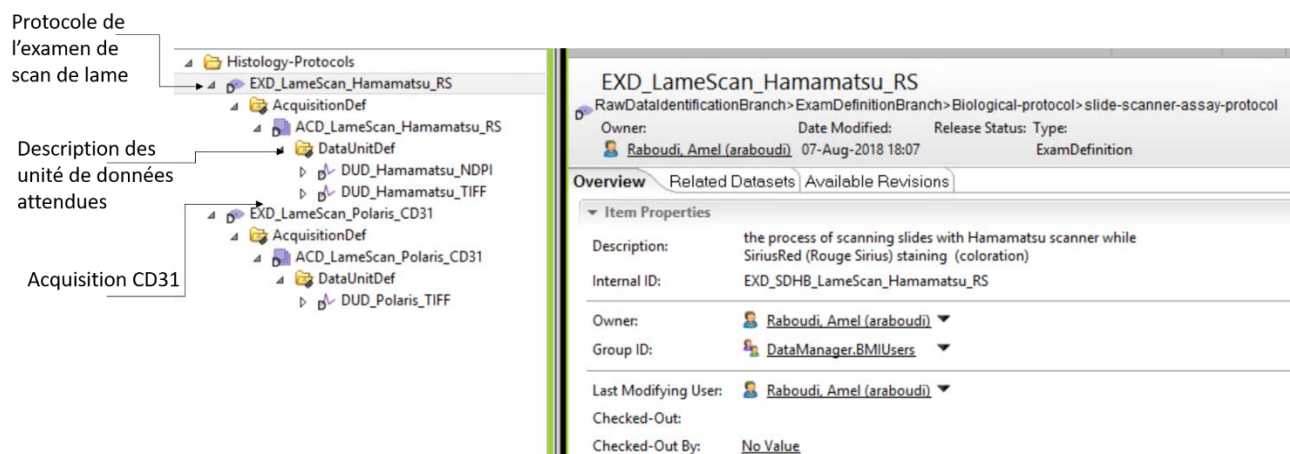 Protocole de
l'examen de
scan de lame
Description des
unité de données
attendues
Acquisition CD31
Histology-Protocols
EXD_LameScan_Hamamatsu_RS
AcquisitionDef
ACD_LameScan_Hamamatsu_RS
DataUnitDef
DUD_Hamamatsu_NDPI
DUD_Hamamatsu_TIFF
EXD_LameScan_Polaris_CD31
AcquisitionDef
ACD_LameScan_Polaris_CD31
DataUnitDef
DUD_Polaris_TIFF
EXD_LameScan_Hamamatsu_RS
RawDataIdentificationBranch>ExamDefinitionBranch>Biological-protocol>slide-scanner-assay-protocol
Owner: Date Modified: Release Status: Type:
Raboudi, Amel (araboudi) 07-Aug-2018 18:07 ExamDefinition
Overview Related Datasets Available Revisions
Item Properties
Description: the process of scanning slides with Hamamatsu scanner while
SiriusRed (Rouge Sirius) staining (coloration)
Internal ID: EXD_SDHB_LameScan_Hamamatsu_RS
Owner: Raboudi, Amel (araboudi)
Group ID: DataManager.BMIUsers
Last Modifying User: Raboudi, Amel (araboudi)
Checked-Out:
Checked-Out By: No Value